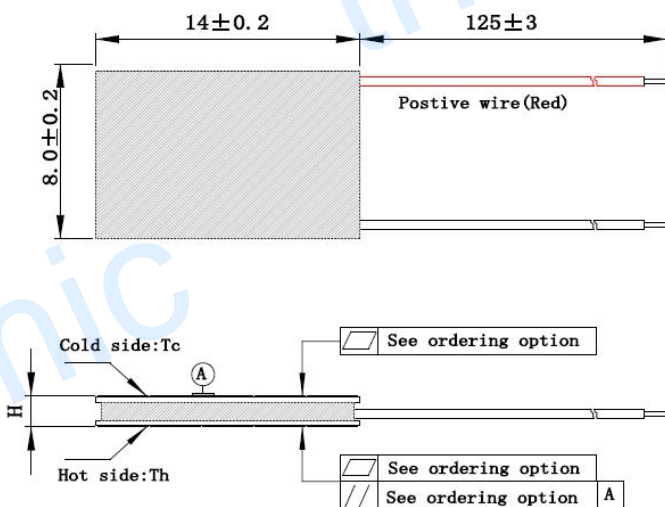 14±0.2
125±3
8.0±0.2
Postive wire(Red)
Cold side:Tc
A
See ordering option
H
Hot side:Th
See ordering option
// See ordering option A
nic